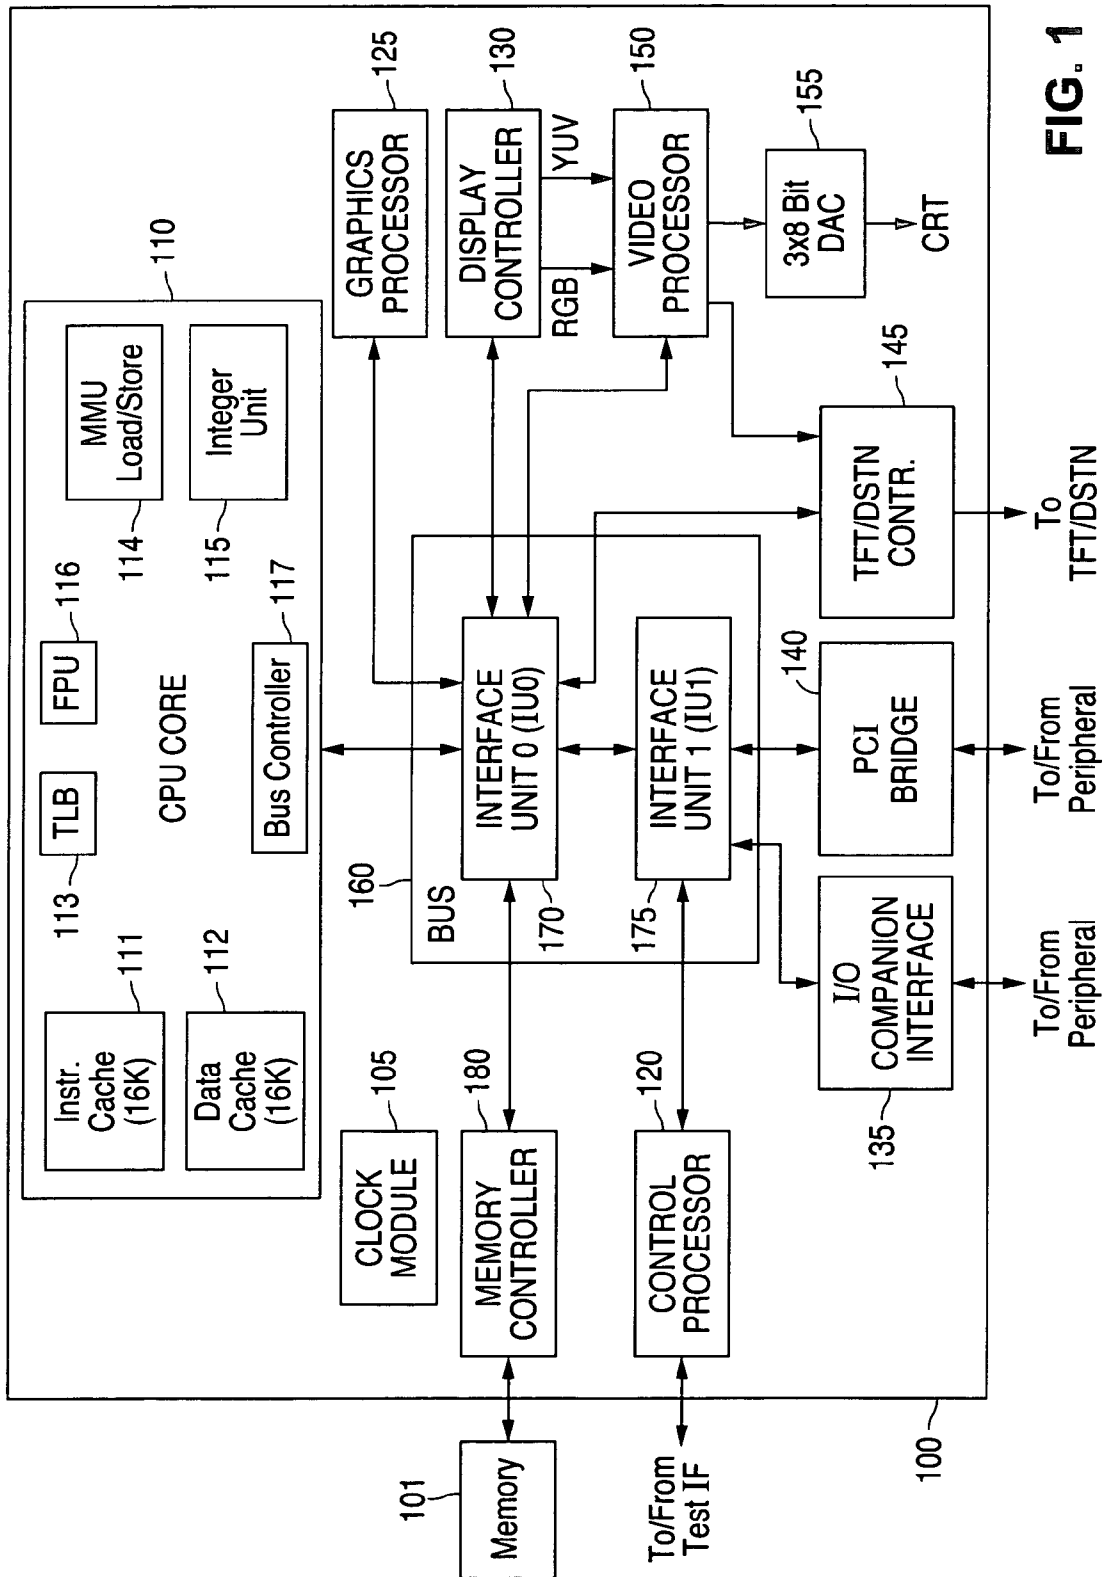 110
Instr.
Cache
(16K)
111
Data
Cache
(16K)
112
TLB
113
FPU
116
CPU CORE
Bus Controller
117
MMU
Load/Store
114
Integer
Unit
115
CLOCK
MODULE
105
GRAPHICS
PROCESSOR
125
101
Memory
MEMORY
CONTROLLER
180
160
BUS
INTERFACE
UNIT 0 (IU0)
170
DISPLAY
CONTROLLER
130
RGB
YUV
To/From
Test IF
CONTROL
PROCESSOR
120
INTERFACE
UNIT 1 (IU1)
175
VIDEO
PROCESSOR
150
3x8 Bit
DAC
155
CRT
135
I/O
COMPANION
INTERFACE
PCI
BRIDGE
140
TFT/DSTN
CONTR.
145
100
To/From
Peripheral
To/From
Peripheral
To
TFT/DSTN
FIG. 1